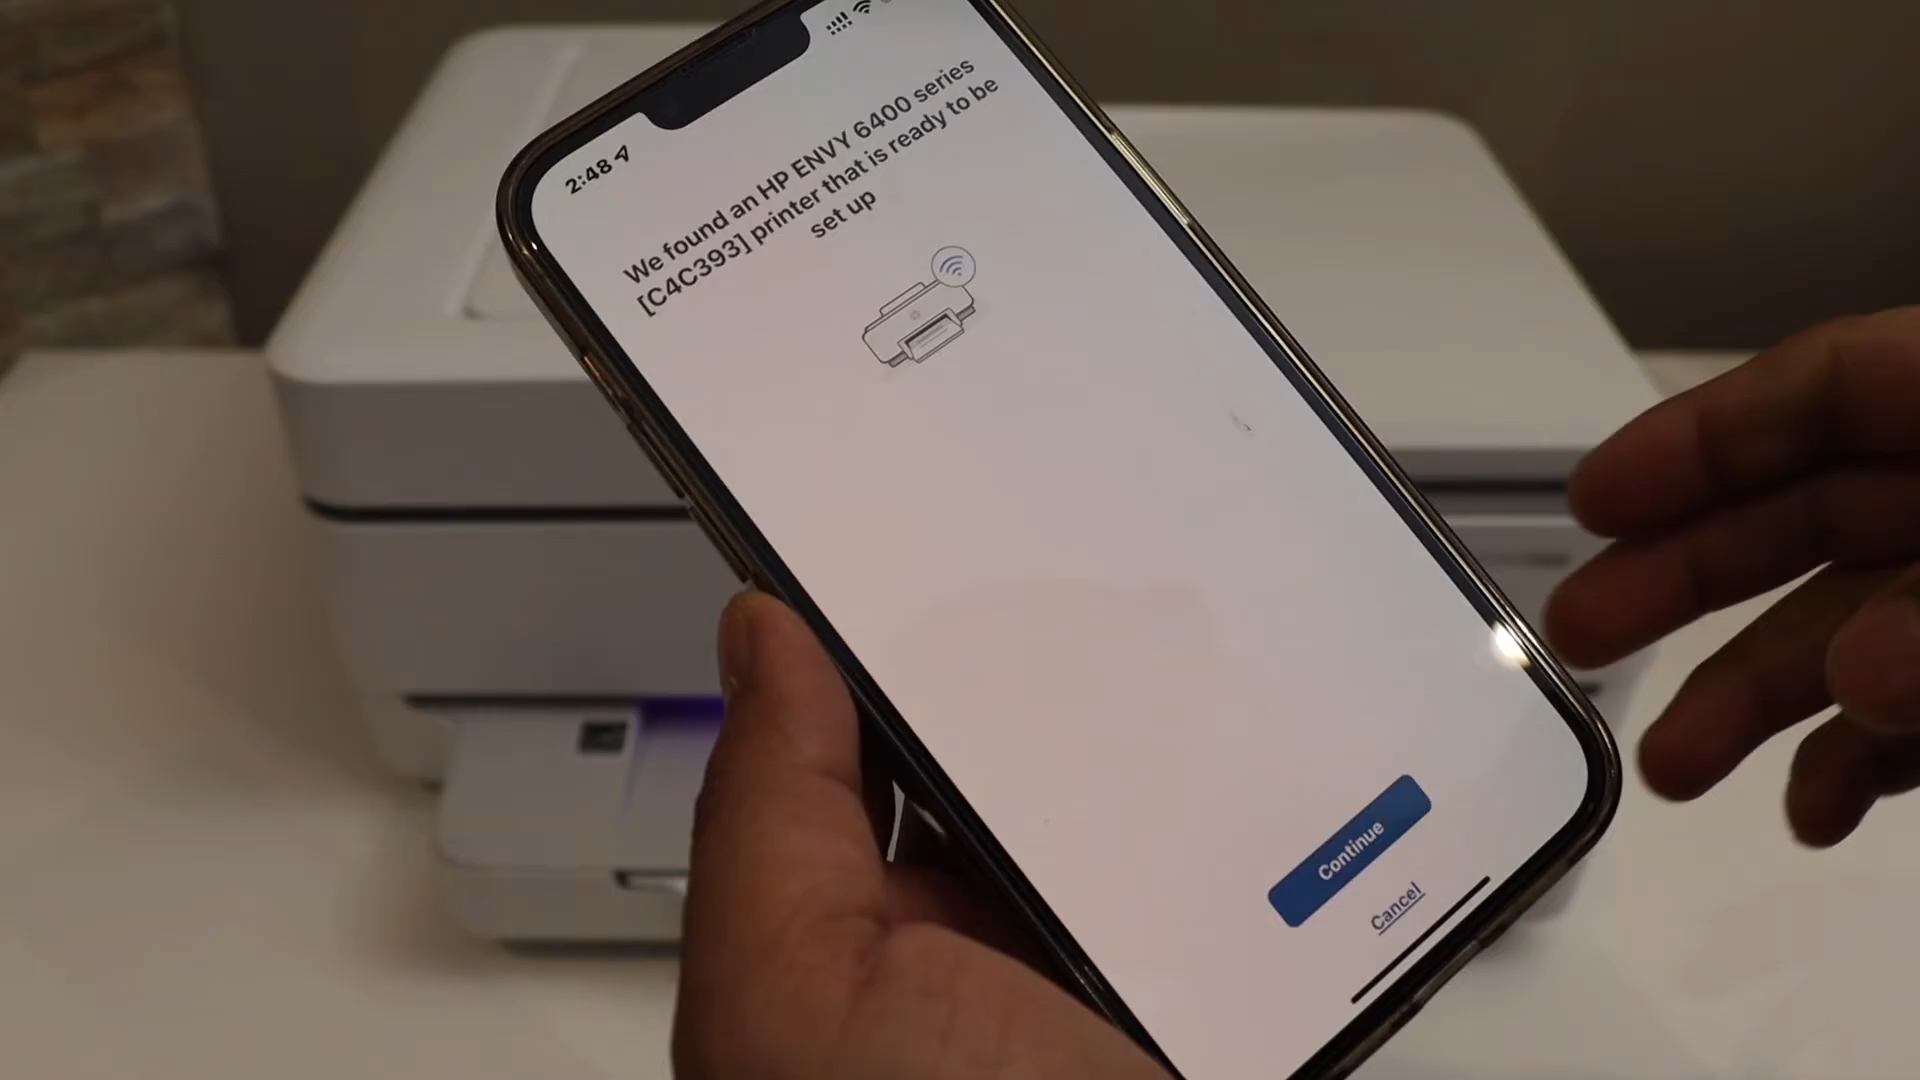 2:48
We found an HP ENVY 6400 series
[C4C393] printer that is ready to be
set up
Continue
Cancel